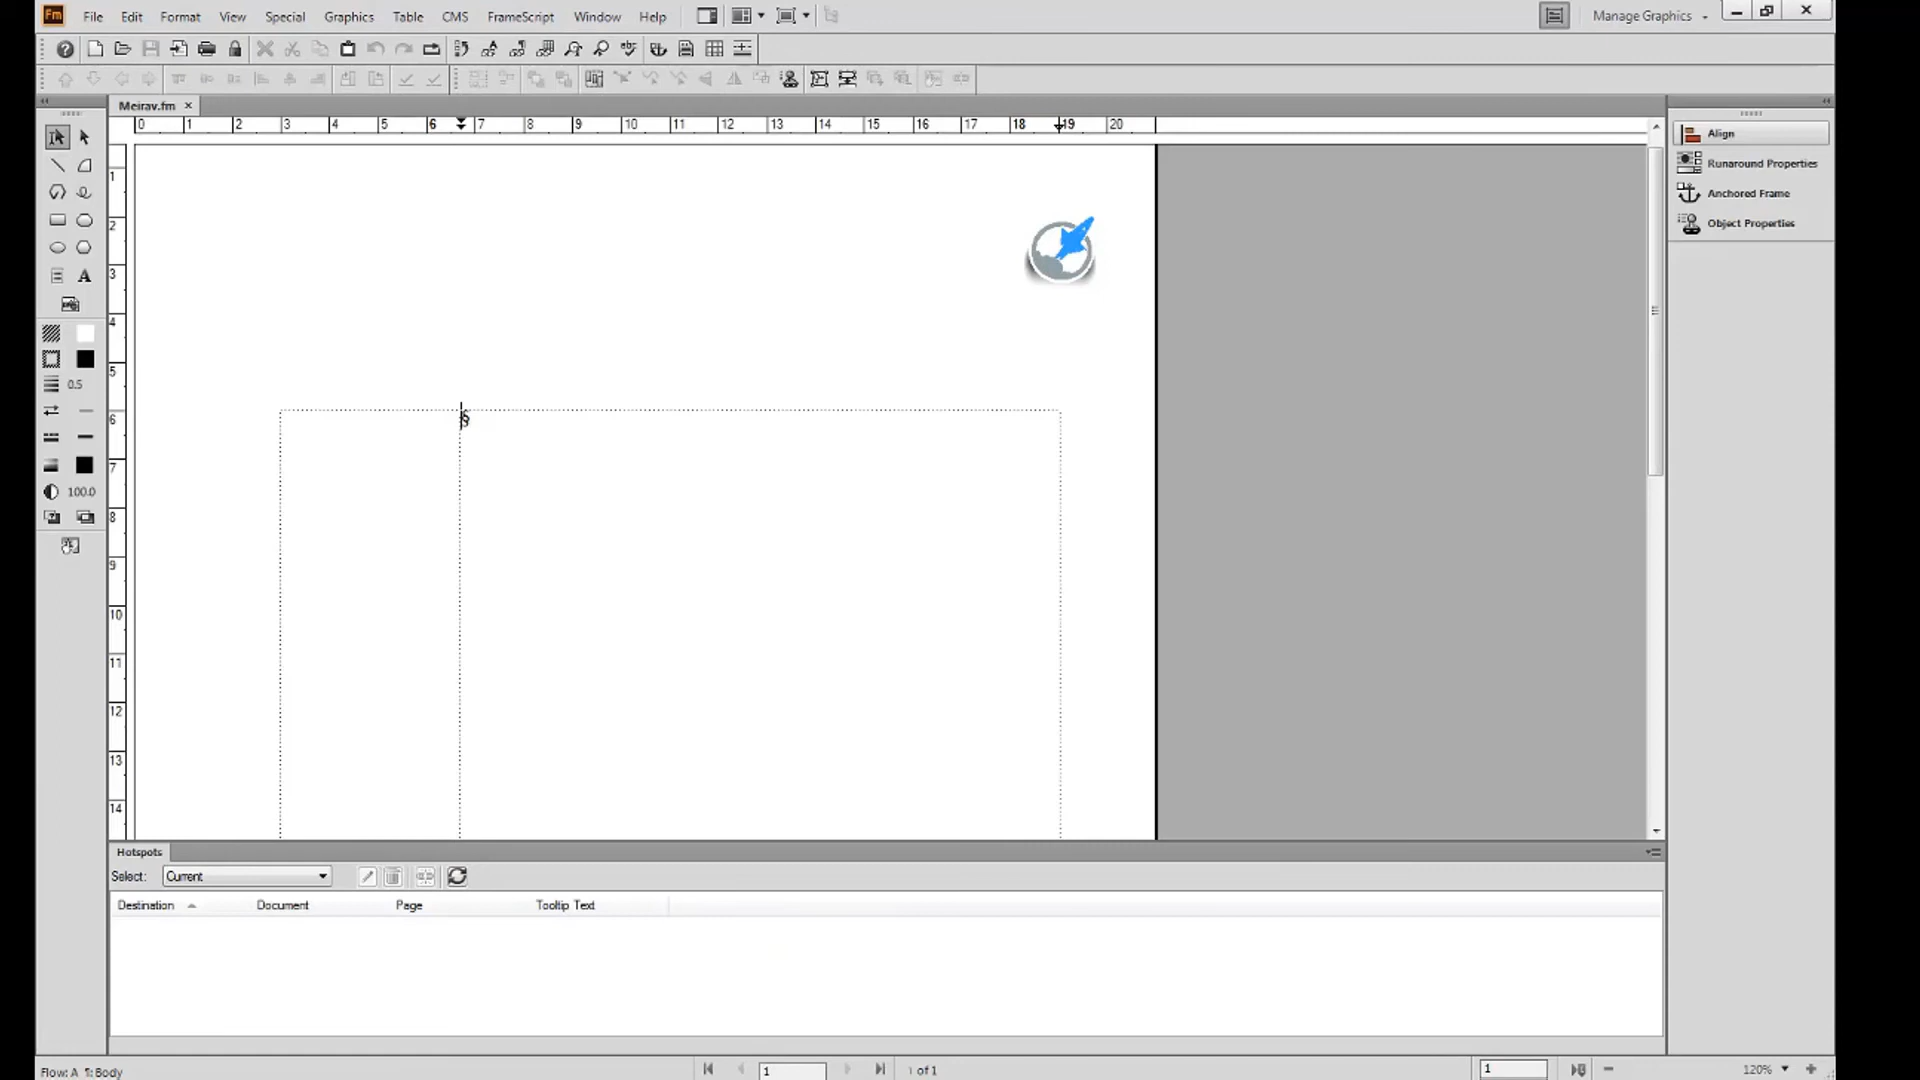 Fm File Edit Format View Special Graphics Table CMS FrameScript Window Help Manage Graphics
Meirav.fm
0 1 2 3 4 5 6 7 8 9 10 11 12 13 14 15 16 17 18 19 20
Align
Runaround Properties
Anchored Frame
Object Properties
1
2
3
4
5
6
7
8
9
10
11
12
13
14
A
0.5
100.0
§
Hotspots
Select: Current
Destination Document Page Tooltip Text
Flow: A ¶: Body 1 1 of 1 1 120%